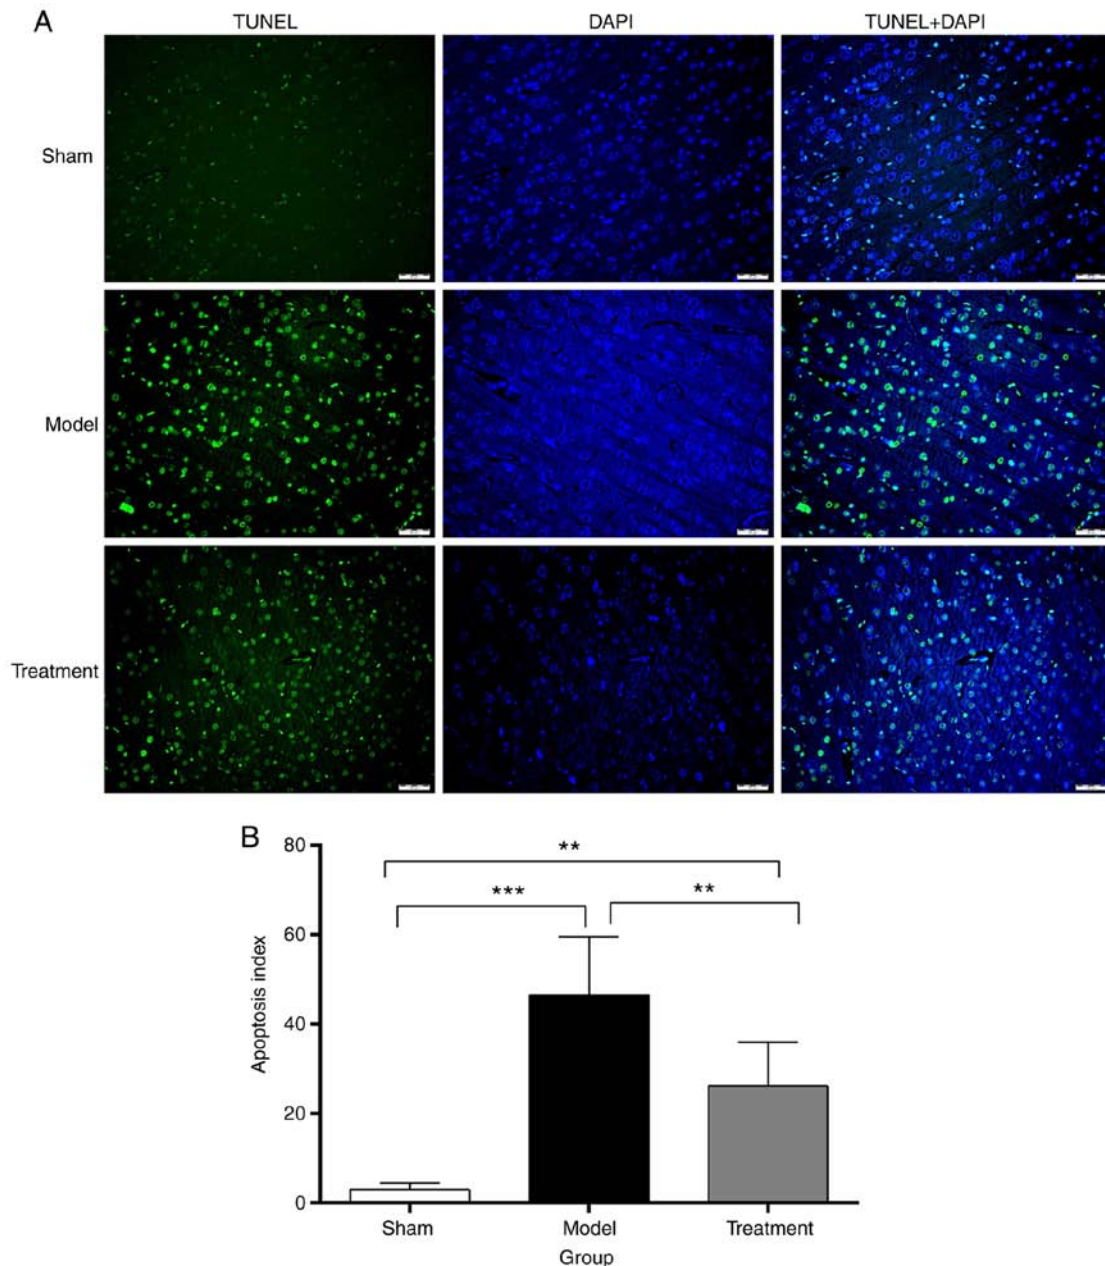 A
TUNEL
DAPI
TUNEL+DAPI
Sham
Model
Treatment
B
80
60
40
20
0
Apoptosis index
**
***
**
Sham
Model
Treatment
Group